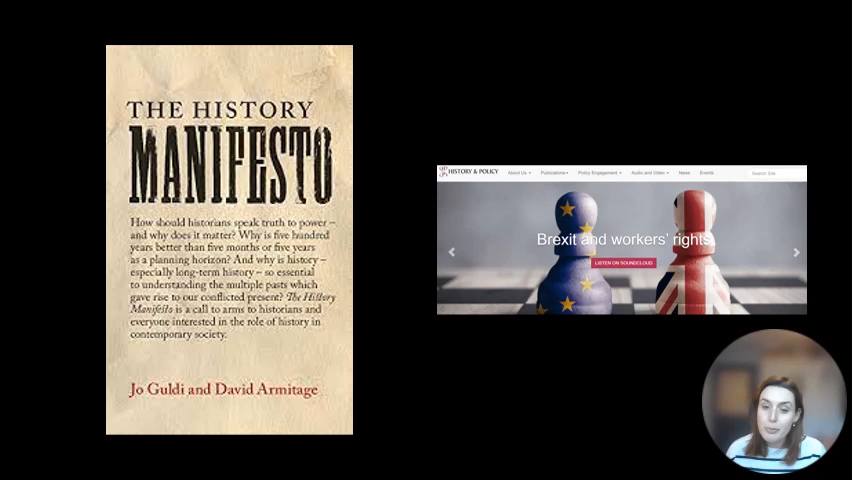 THE HISTORY
MANIFESTO
How should historians speak truth to power –
and why does it matter? Why is five hundred
years better than five months or five years
as a planning horizon? And why is history –
especially long-term history – so essential
to understanding the multiple pasts which
gave rise to our conflicted present? The History
Manifesto is a call to arms to historians and
everyone interested in the role of history in
contemporary society.
Jo Guldi and David Armitage
HISTORY & POLICY About Us Publications Policy Engagement Audio and Video News Events Search Site
Brexit and workers' rights
LISTEN ON SOUNDCLOUD